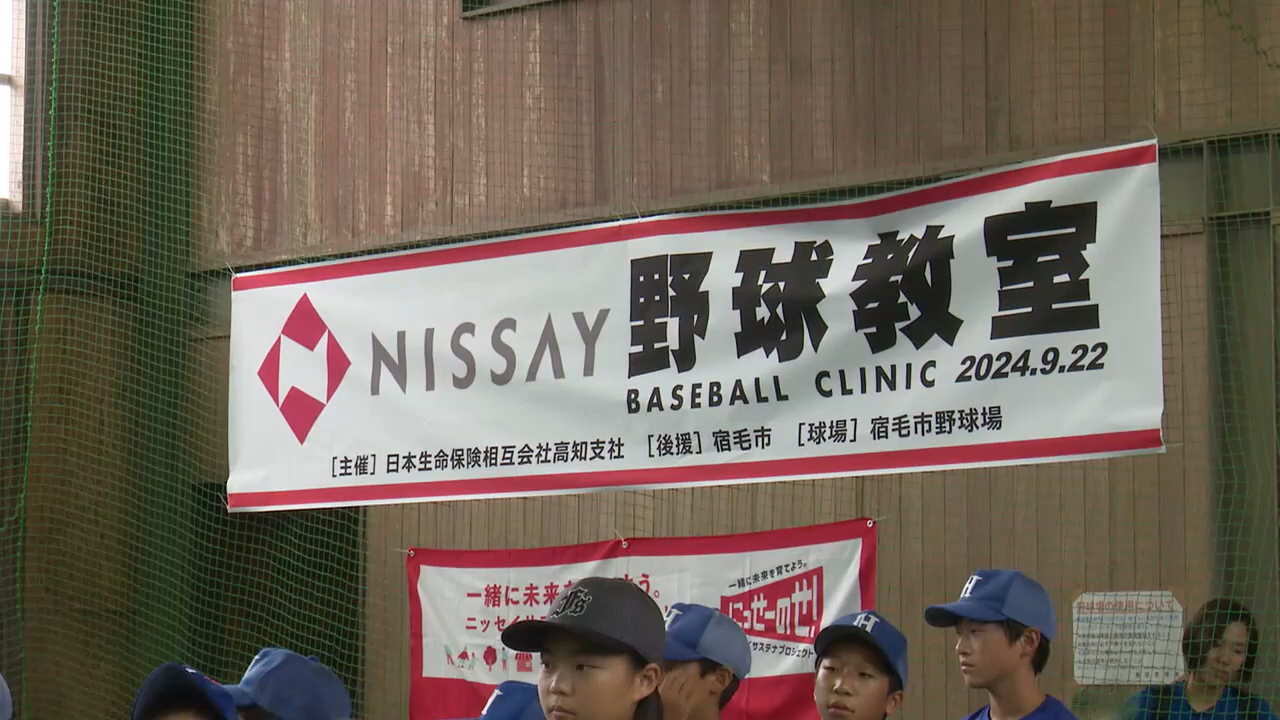 NISSAY 野球教室
BASEBALL CLINIC 2024.9.22
［主催］日本生命保険相互会社高知支社 ［後援］宿毛市 ［球場］宿毛市野球場
一緒に未来を育てよう。
にっせーのせ!
サステナプロジェクト
一緒に未来
ニッセイ
H
H
H